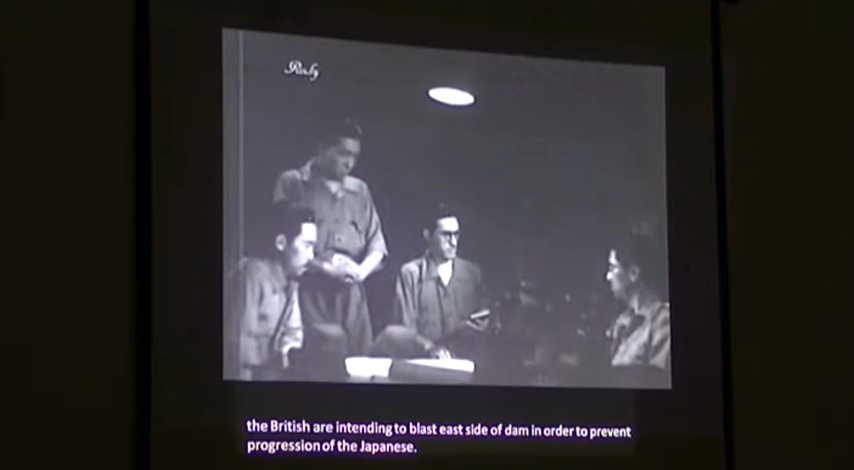 the British are intending to blast east side of dam in order to prevent
progression of the Japanese.